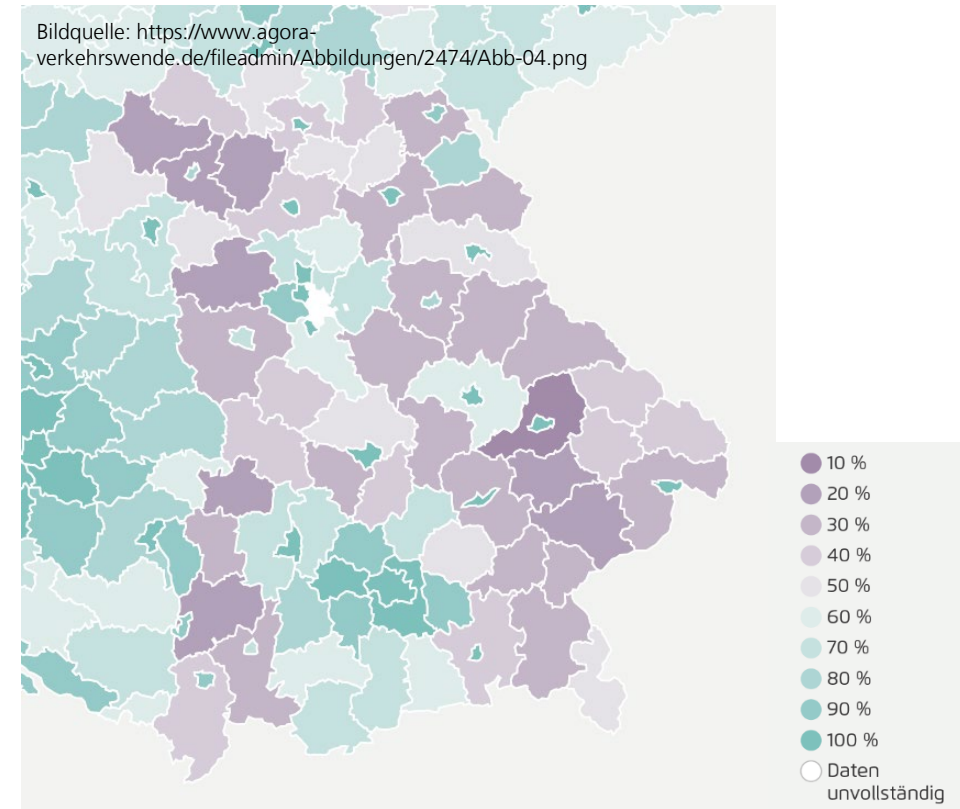 Bildquelle: https://www.agora-
verkehrswende.de/fileadmin/Abbildungen/2474/Abb-04.png
10 %
20 %
30 %
40 %
50 %
60 %
70 %
80 %
90 %
100 %
Daten
unvollständig